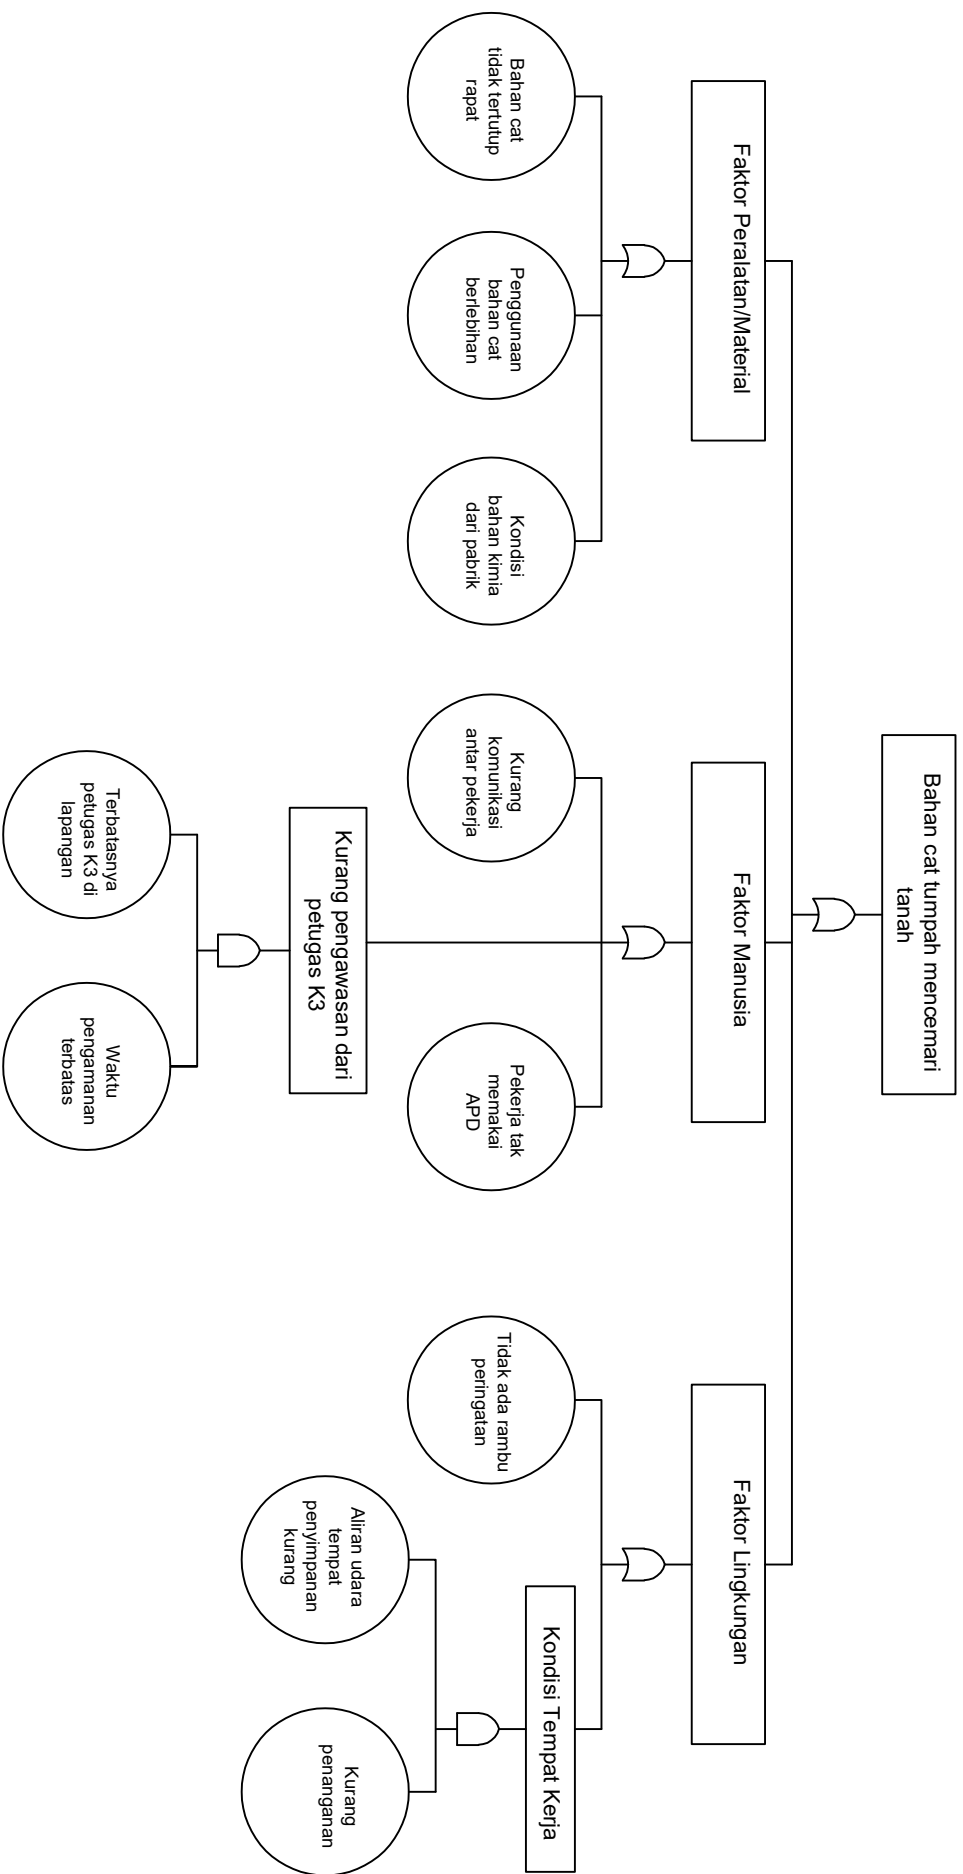 Bahan cat tumpah mencemari
tanah
Faktor Peralatan/Material
Faktor Manusia
Faktor Lingkungan
Bahan cat
tidak tertutup
rapat
Penggunaan
bahan cat
berlebihan
Kondisi
bahan kimia
dari pabrik
Kurang
komunikasi
antar pekerja
Pekerja tak
memakai
APD
Tidak ada rambu
peringatan
Kondisi Tempat Kerja
Kurang pengawasan dari
petugas K3
Aliran udara
tempat
penyimpanan
kurang
Kurang
penanganan
Terbatasnya
petugas K3 di
lapangan
Waktu
pengamanan
terbatas